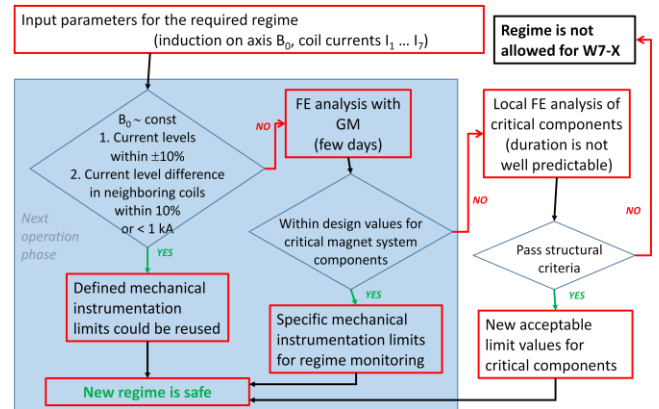 Input parameters for the required regime
(induction on axis B₀, coil currents I₁ ... I₇)
Regime is not
allowed for W7-X
B₀ ~ const
1. Current levels
within ±10%
2. Current level difference
in neighboring coils
within 10%
or < 1 kA
NO
FE analysis with
GM
(few days)
Local FE analysis of
critical components
(duration is not
well predictable)
NO
NO
Next
operation
phase
Within design values for
critical magnet system
components
Pass structural
criteria
YES
YES
YES
Defined mechanical
instrumentation
limits could be reused
Specific mechanical
instrumentation limits
for regime monitoring
New acceptable
limit values for
critical components
New regime is safe